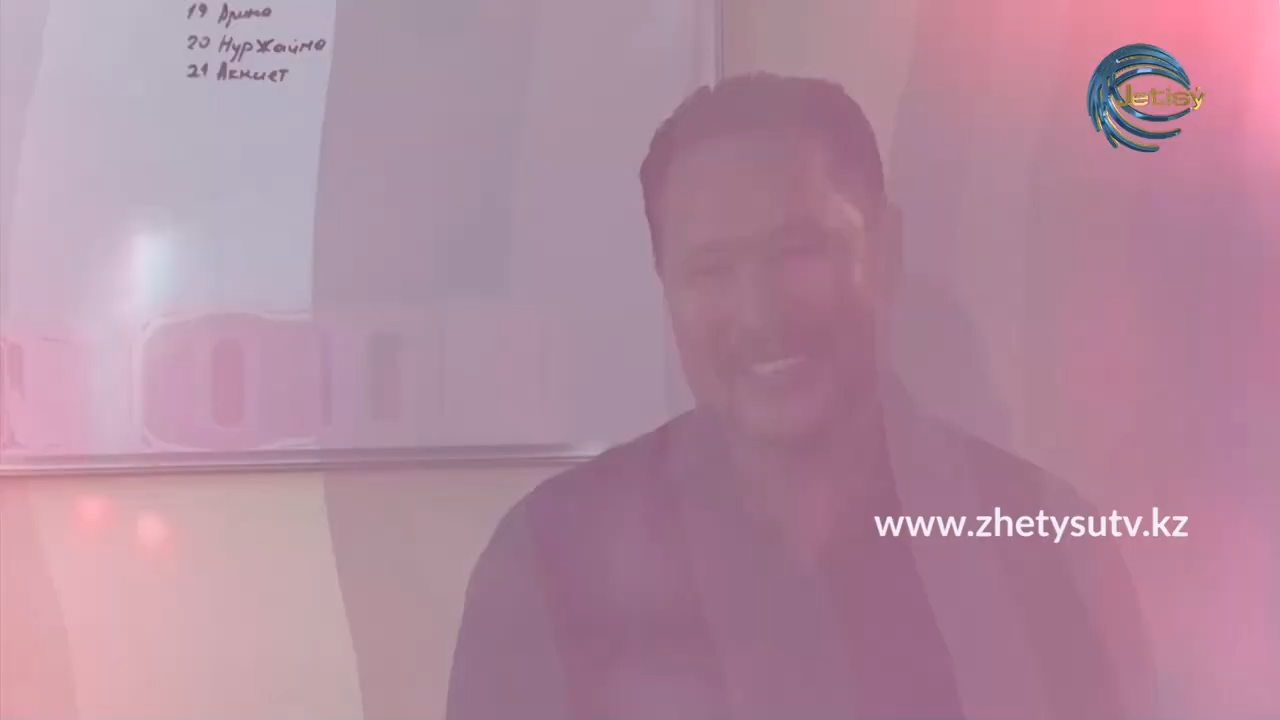 19 Арина
20 НурЖайна
21 Акниет
Jetisý
www.zhetysutv.kz